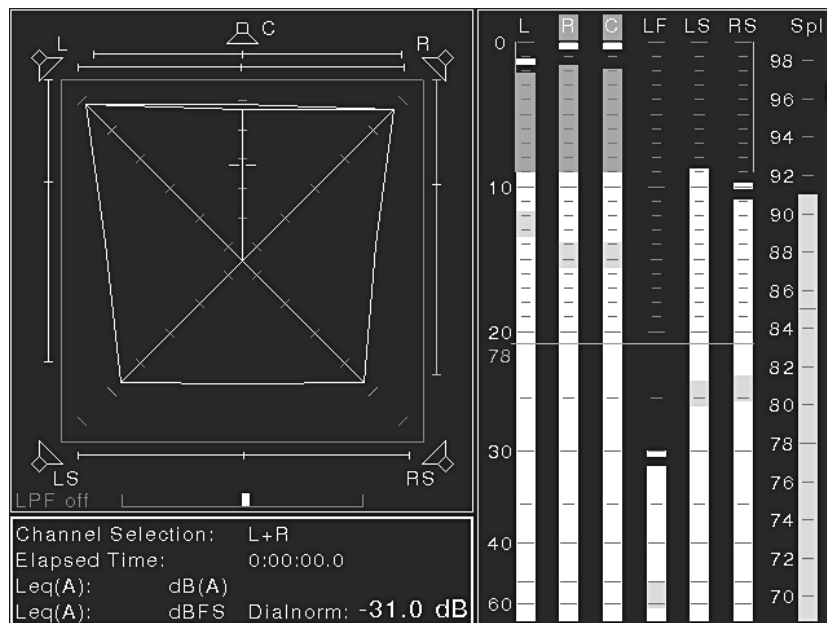 L C R
LS RS
LPF off
Channel Selection: L+R
Elapsed Time: 0:00:00.0
Leq(A): dB(A)
Leq(A): dBFS Dialnorm: -31.0 dB
L R C LF LS RS Spl
0
10
20
78
30
40
60
98
96
94
92
90
88
86
84
82
80
78
76
74
72
70